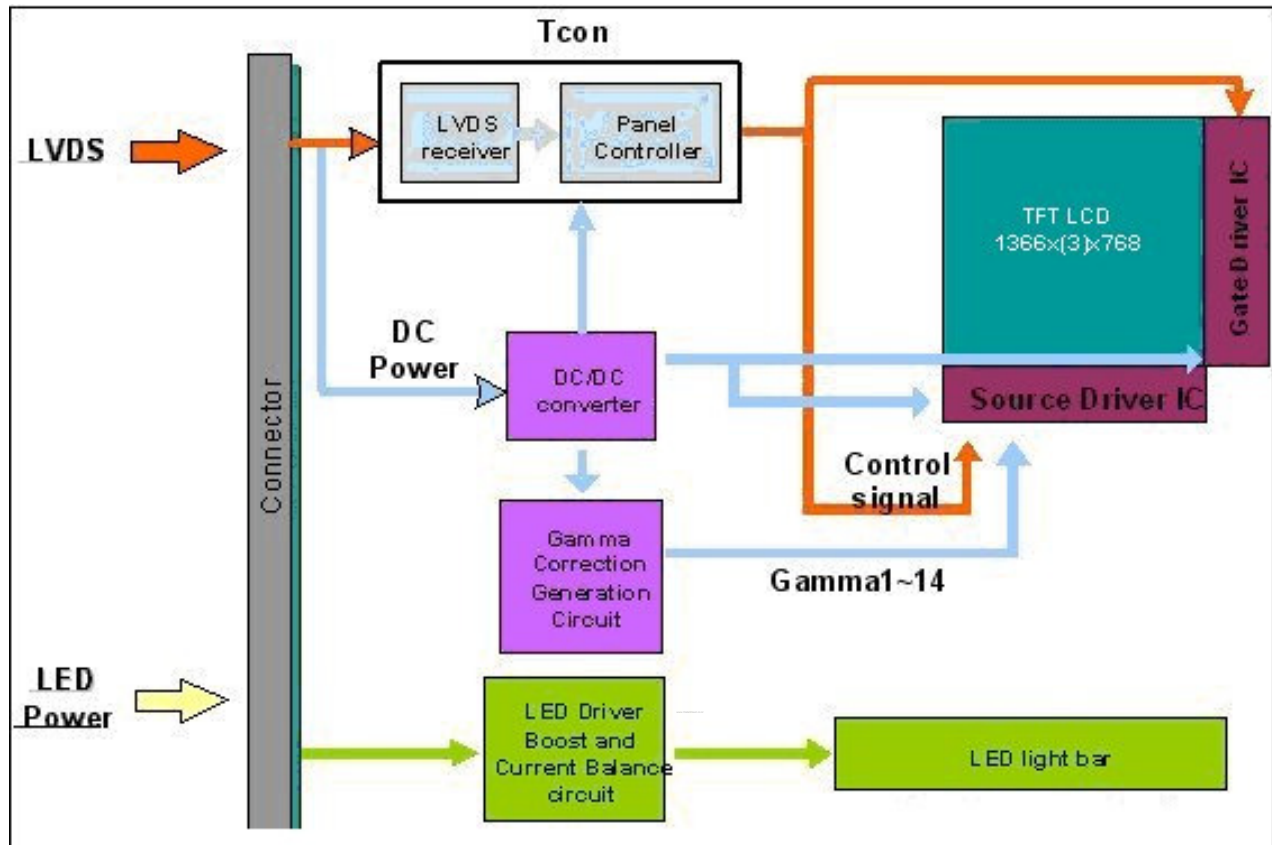 Tcon
LVDS
LVDS
receiver
Panel
Controller
TFT LCD
1366x(3)x768
Gate Driver IC
DC
Power
DC/DC
converter
Source Driver IC
Connector
Control
signal
Gamma
Correction
Generation
Circuit
Gamma1~14
LED
Power
LED Driver
Boost and
Current Balance
circuit
LED light bar